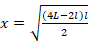 x = √((4L−2l)l / 2)